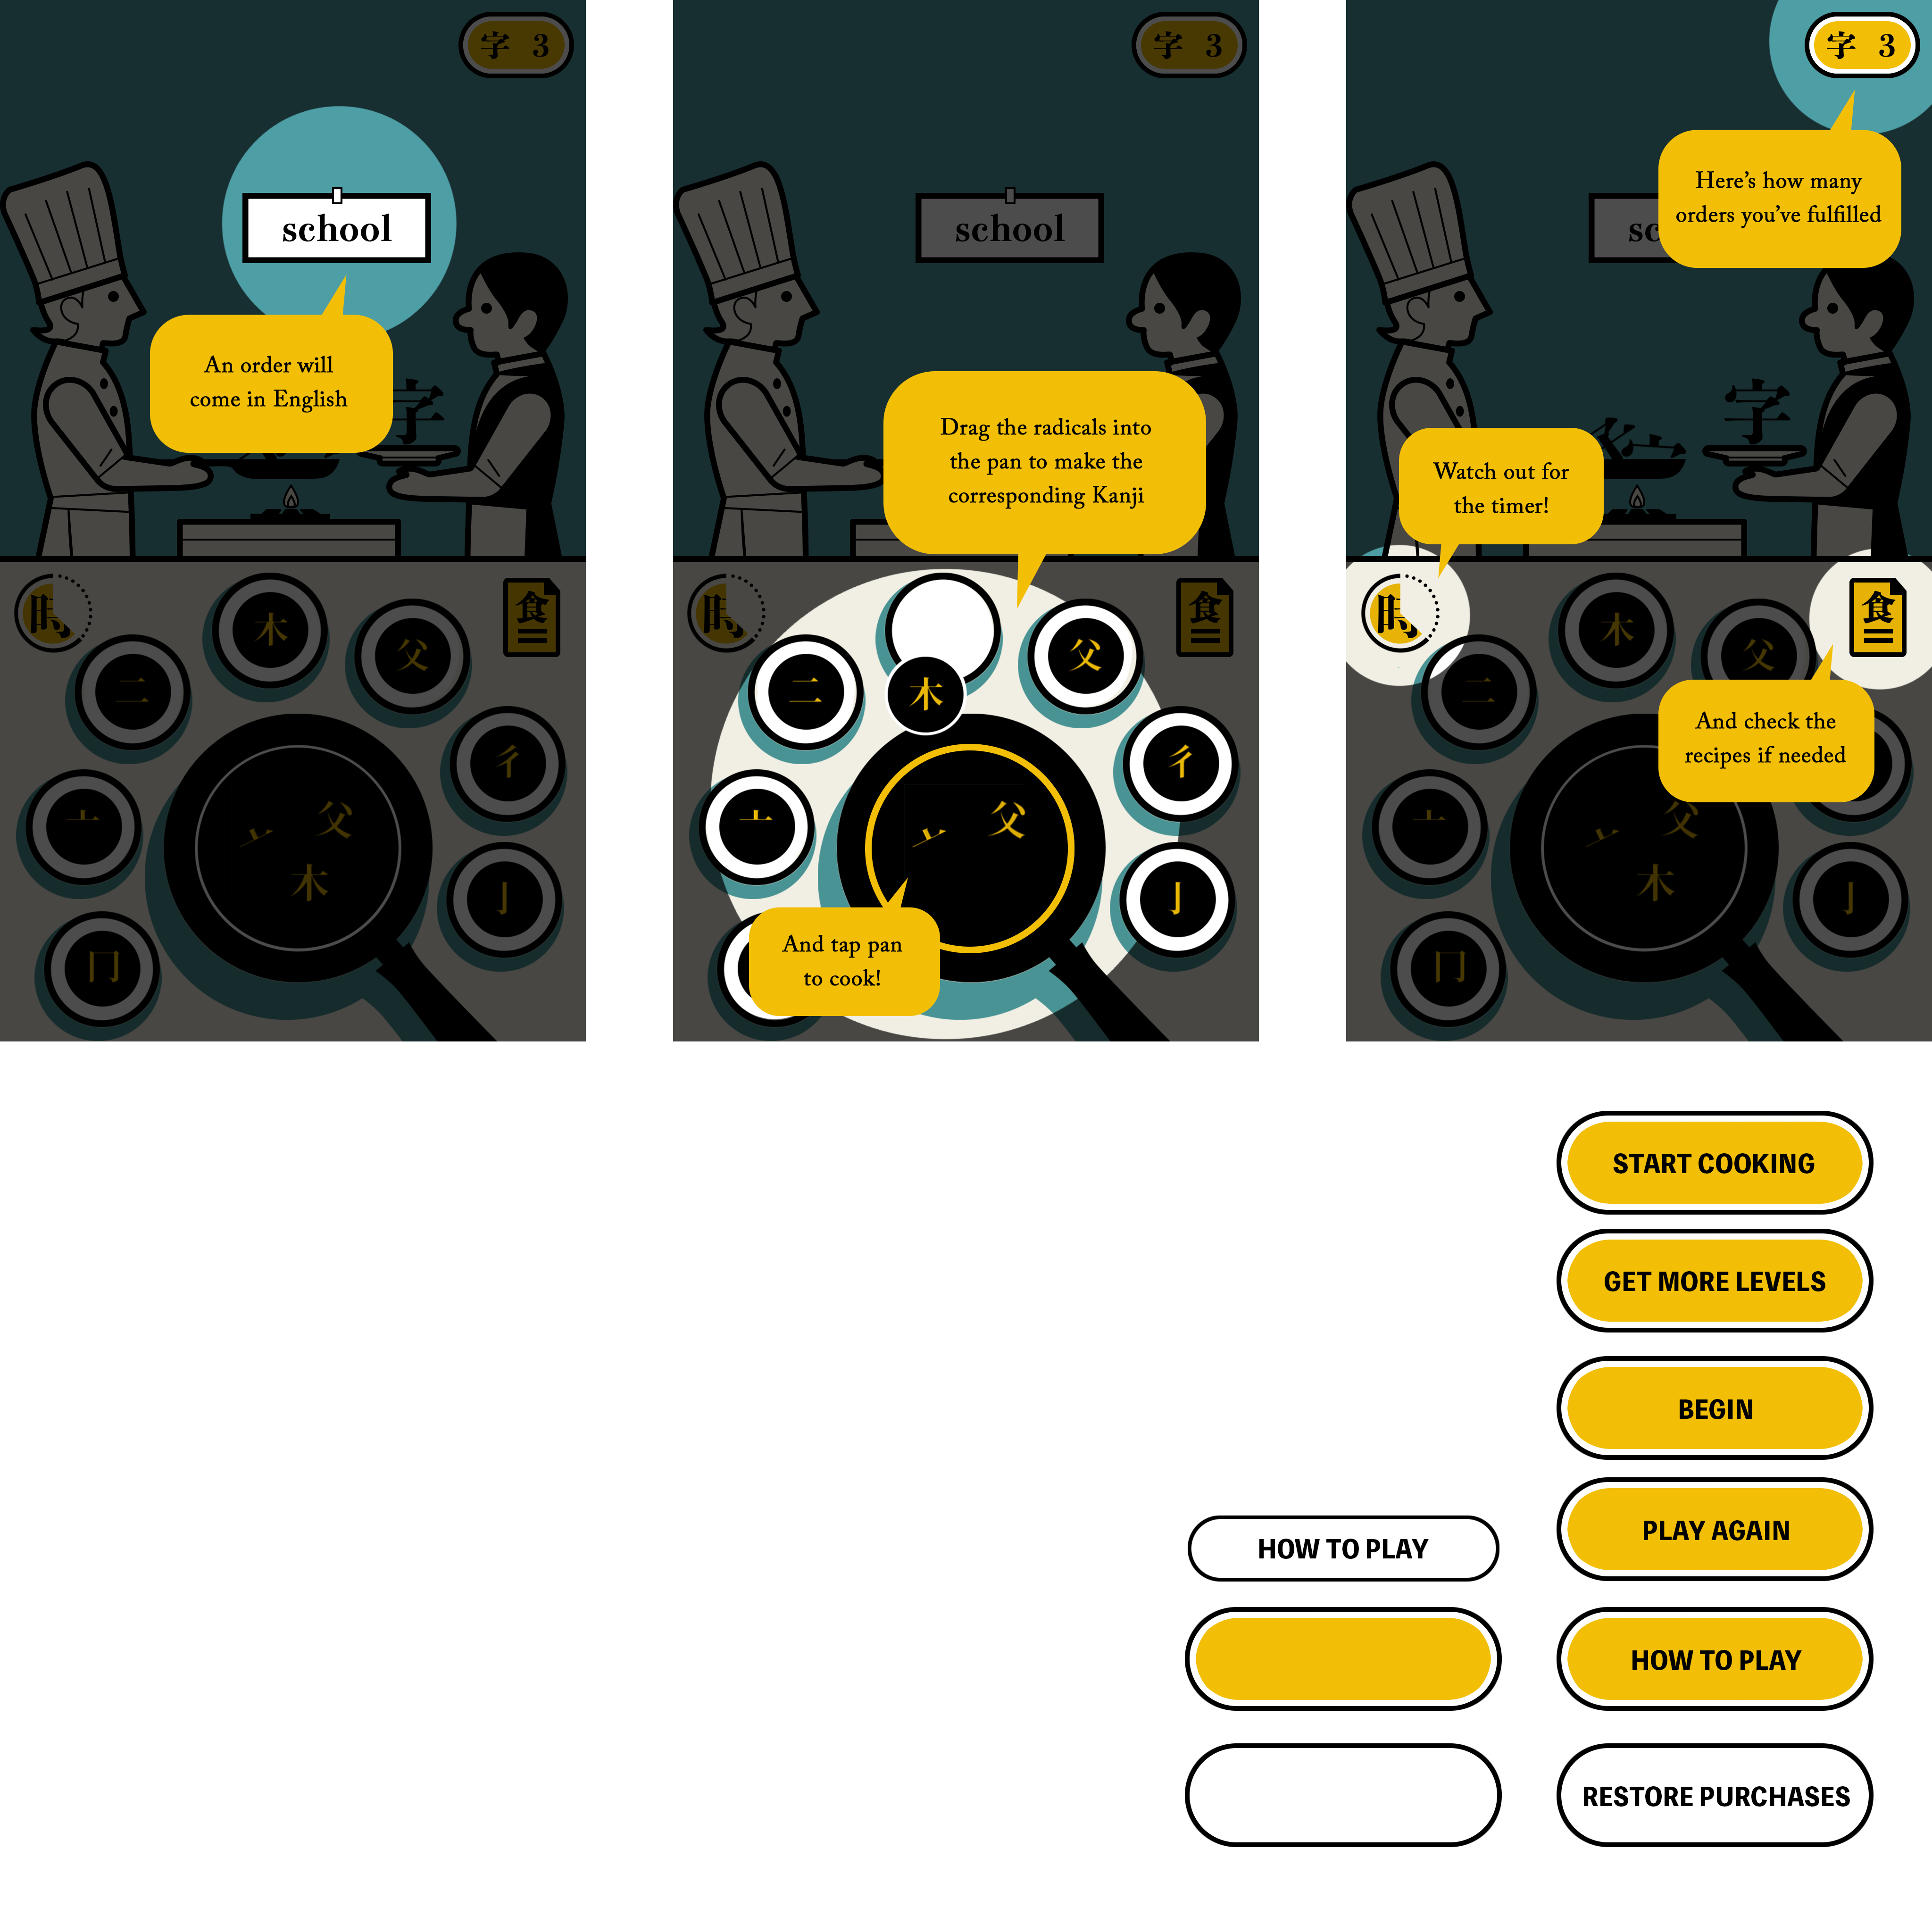 字 3
school
An order will
come in English
字
時
食
木
父
二
彳
亠
亅
冂
亠
父
木
字 3
school
Drag the radicals into
the pan to make the
corresponding Kanji
時
食
二
木
父
彳
亠
亅
亠
父
And tap pan
to cook!
字 3
Here's how many
orders you've fulfilled
字
Watch out for
the timer!
時
食
木
父
二
And check the
recipes if needed
亠
亠
父
木
亅
冂
START COOKING
GET MORE LEVELS
BEGIN
PLAY AGAIN
HOW TO PLAY
HOW TO PLAY
RESTORE PURCHASES